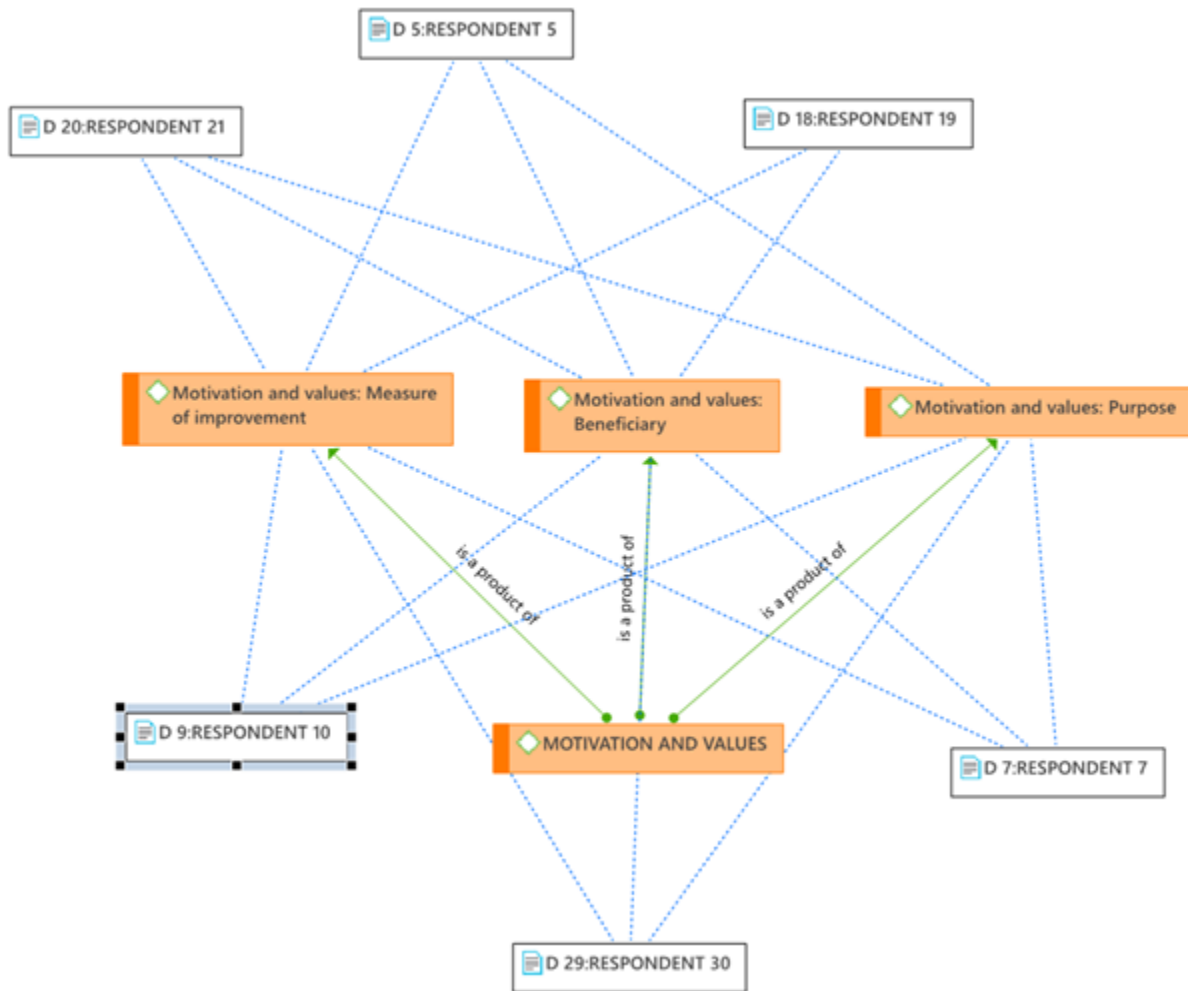 D 5:RESPONDENT 5
D 20:RESPONDENT 21
D 18:RESPONDENT 19
Motivation and values: Measure
of improvement
Motivation and values:
Beneficiary
Motivation and values: Purpose
is a product of
is a product of
is a product of
D 9:RESPONDENT 10
MOTIVATION AND VALUES
D 7:RESPONDENT 7
D 29:RESPONDENT 30